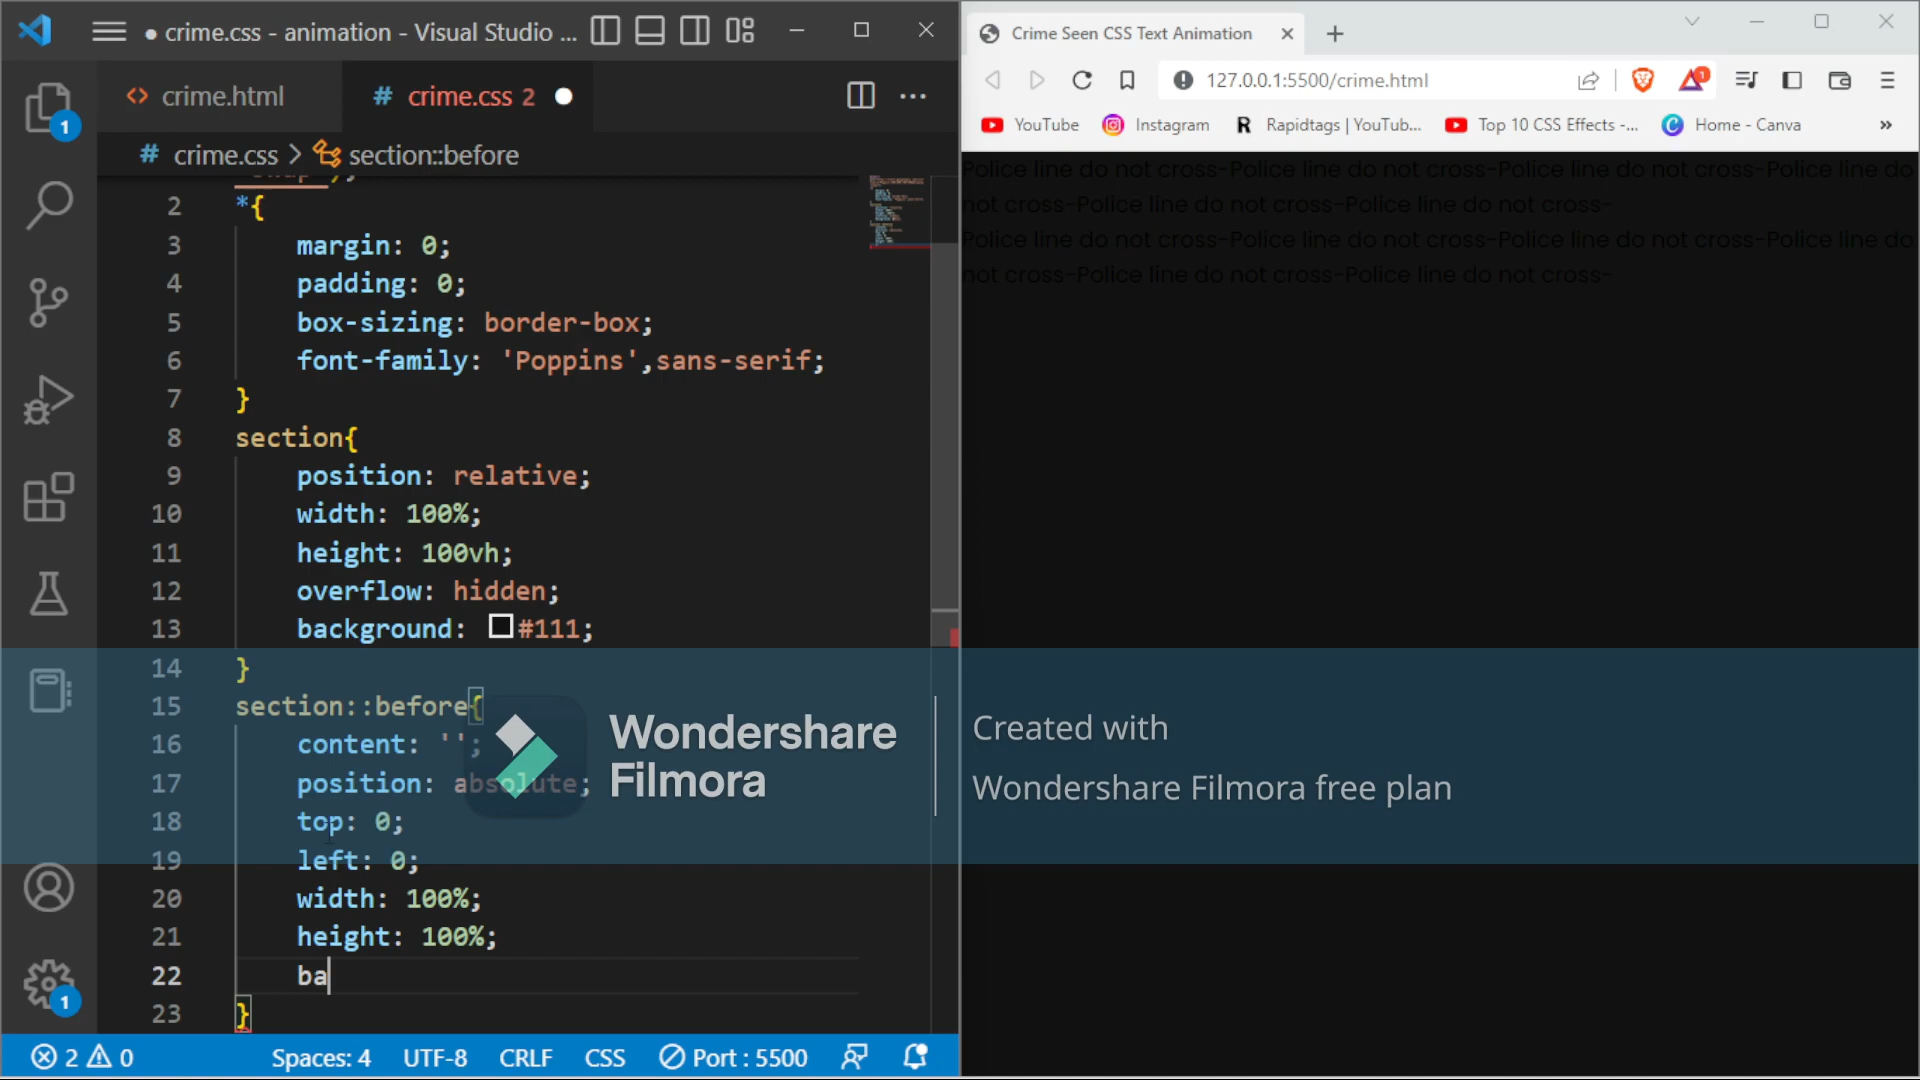 crime.css - animation - Visual Studio ...
crime.html
# crime.css 2
# crime.css > section::before
2 *{
3 margin: 0;
4 padding: 0;
5 box-sizing: border-box;
6 font-family: 'Poppins',sans-serif;
7 }
8 section{
9 position: relative;
10 width: 100%;
11 height: 100vh;
12 overflow: hidden;
13 background: #111;
14 }
15 section::before{
16 content: '';
17 position: absolute;
18 top: 0;
19 left: 0;
20 width: 100%;
21 height: 100%;
22 ba
23 }
1
1
2 0 Spaces: 4 UTF-8 CRLF CSS Port : 5500
Crime Seen CSS Text Animation
127.0.0.1:5500/crime.html
1
YouTube Instagram R Rapidtags | YouTub... Top 10 CSS Effects -... Home - Canva »
Police line do not cross-Police line do not cross-Police line do not cross-Police line do
not cross-Police line do not cross-Police line do not cross-
Police line do not cross-Police line do not cross-Police line do not cross-Police line do
not cross-Police line do not cross-Police line do not cross-
Wondershare
Filmora
Created with
Wondershare Filmora free plan